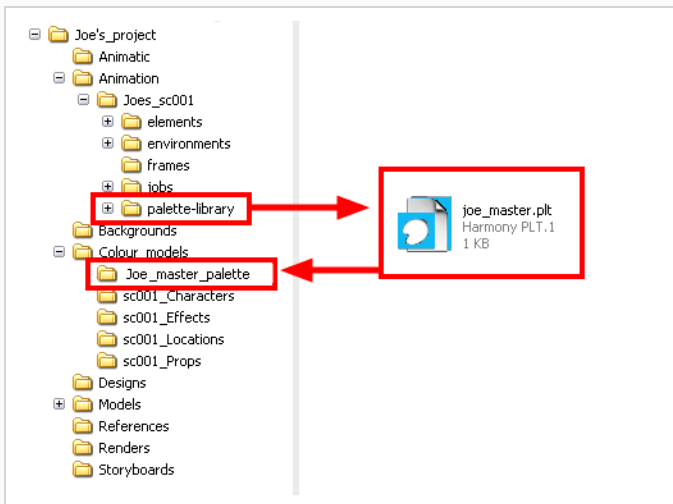 Joe's_project
Animatic
Animation
Joes_sc001
elements
environments
frames
jobs
palette-library
Backgrounds
Colour_models
Joe_master_palette
sc001_Characters
sc001_Effects
sc001_Locations
sc001_Props
Designs
Models
References
Renders
Storyboards
joe_master.plt
Harmony PLT.1
1 KB